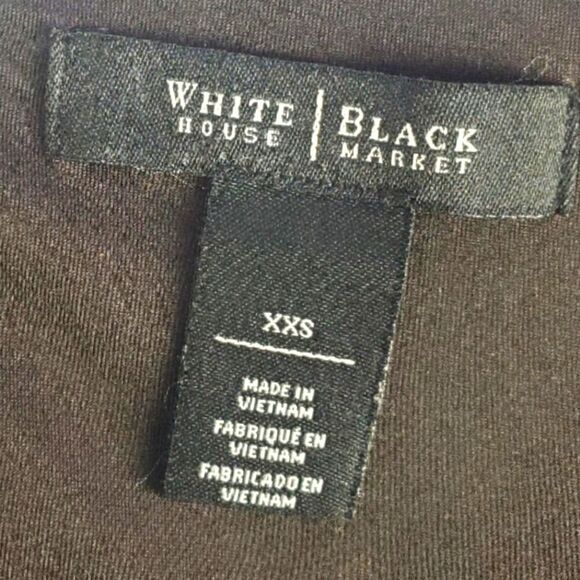 WHITE HOUSE | BLACK MARKET
XXS
MADE IN
VIETNAM
FABRIQUÉ EN
VIETNAM
FABRICADO EN
VIETNAM